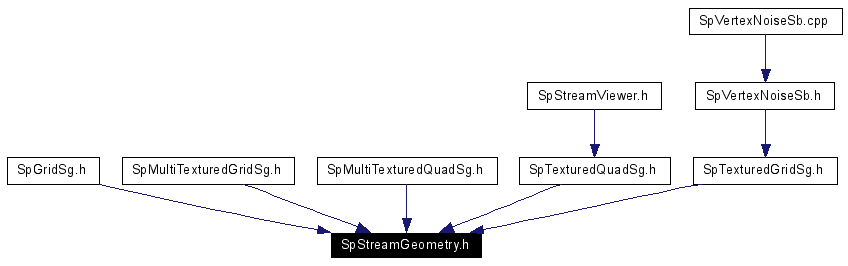 SpVertexNoiseSb.cpp
SpStreamViewer.h
SpVertexNoiseSb.h
SpGridSg.h
SpMultiTexturedGridSg.h
SpMultiTexturedQuadSg.h
SpTexturedQuadSg.h
SpTexturedGridSg.h
SpStreamGeometry.h